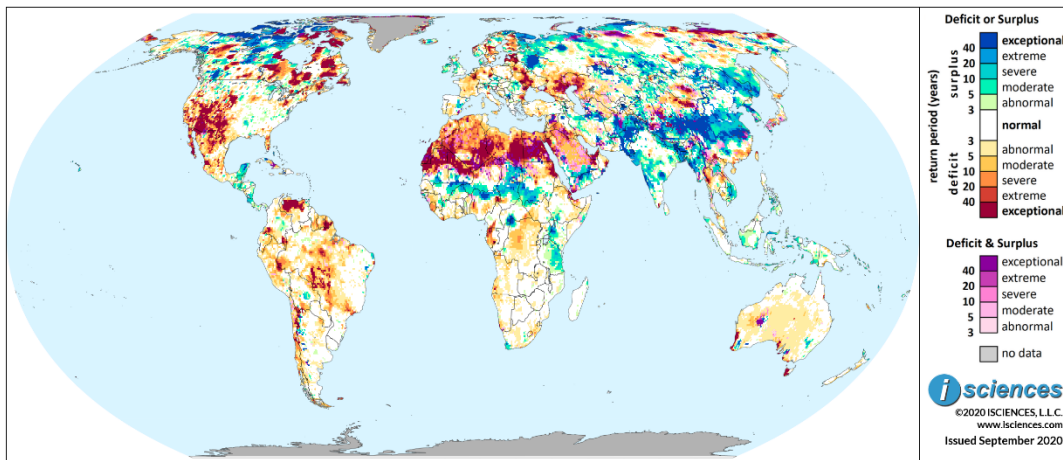 Deficit or Surplus
return period (years)
surplus
deficit
exceptional
40
extreme
20
severe
10
moderate
5
abnormal
3
normal
3
abnormal
5
moderate
10
severe
20
extreme
40
exceptional
Deficit & Surplus
exceptional
40
extreme
20
severe
10
moderate
5
abnormal
3
no data
i sciences
©2020 ISCIENCES, L.L.C.
www.isciences.com
Issued September 2020